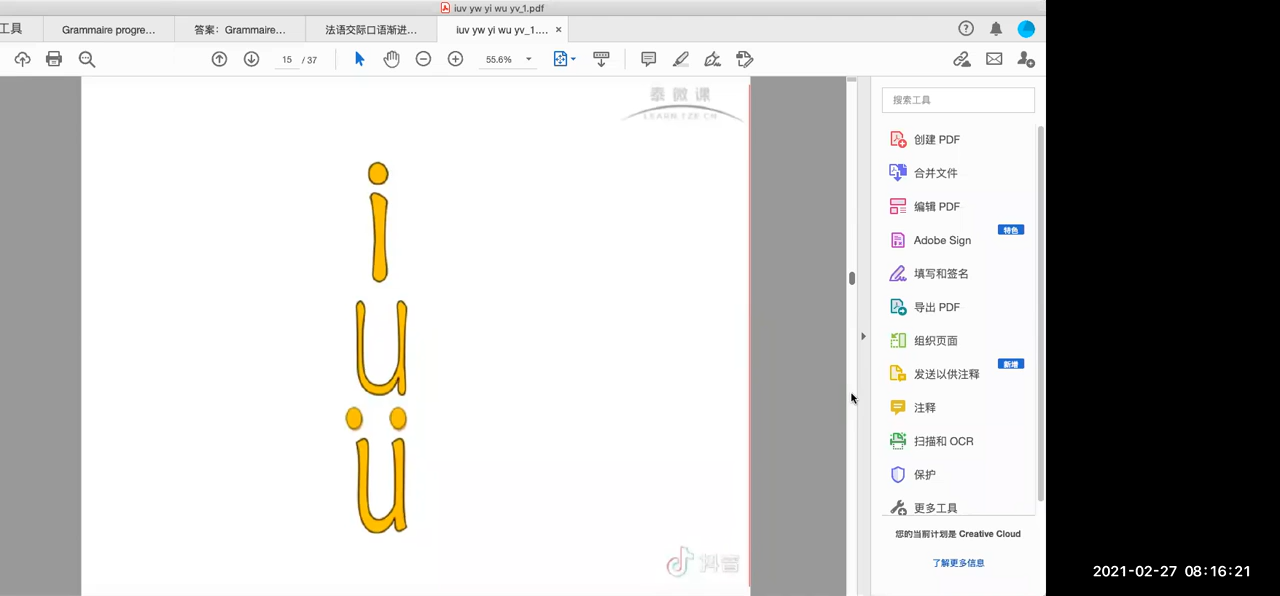 iuv yw yi wu yv_1.pdf
工具
Grammaire progre...
答案：Grammaire...
法语交际口语渐进...
iuv yw yi wu yv_1.... ×
15 / 37
55.6%
泰微课
LEARN.TZE.CN
i
u
ü
抖音
搜索工具
创建 PDF
合并文件
编辑 PDF
Adobe Sign
特色
填写和签名
导出 PDF
组织页面
发送以供注释
新增
注释
扫描和 OCR
保护
更多工具
您的当前计划是 Creative Cloud
了解更多信息
2021-02-27 08:16:21